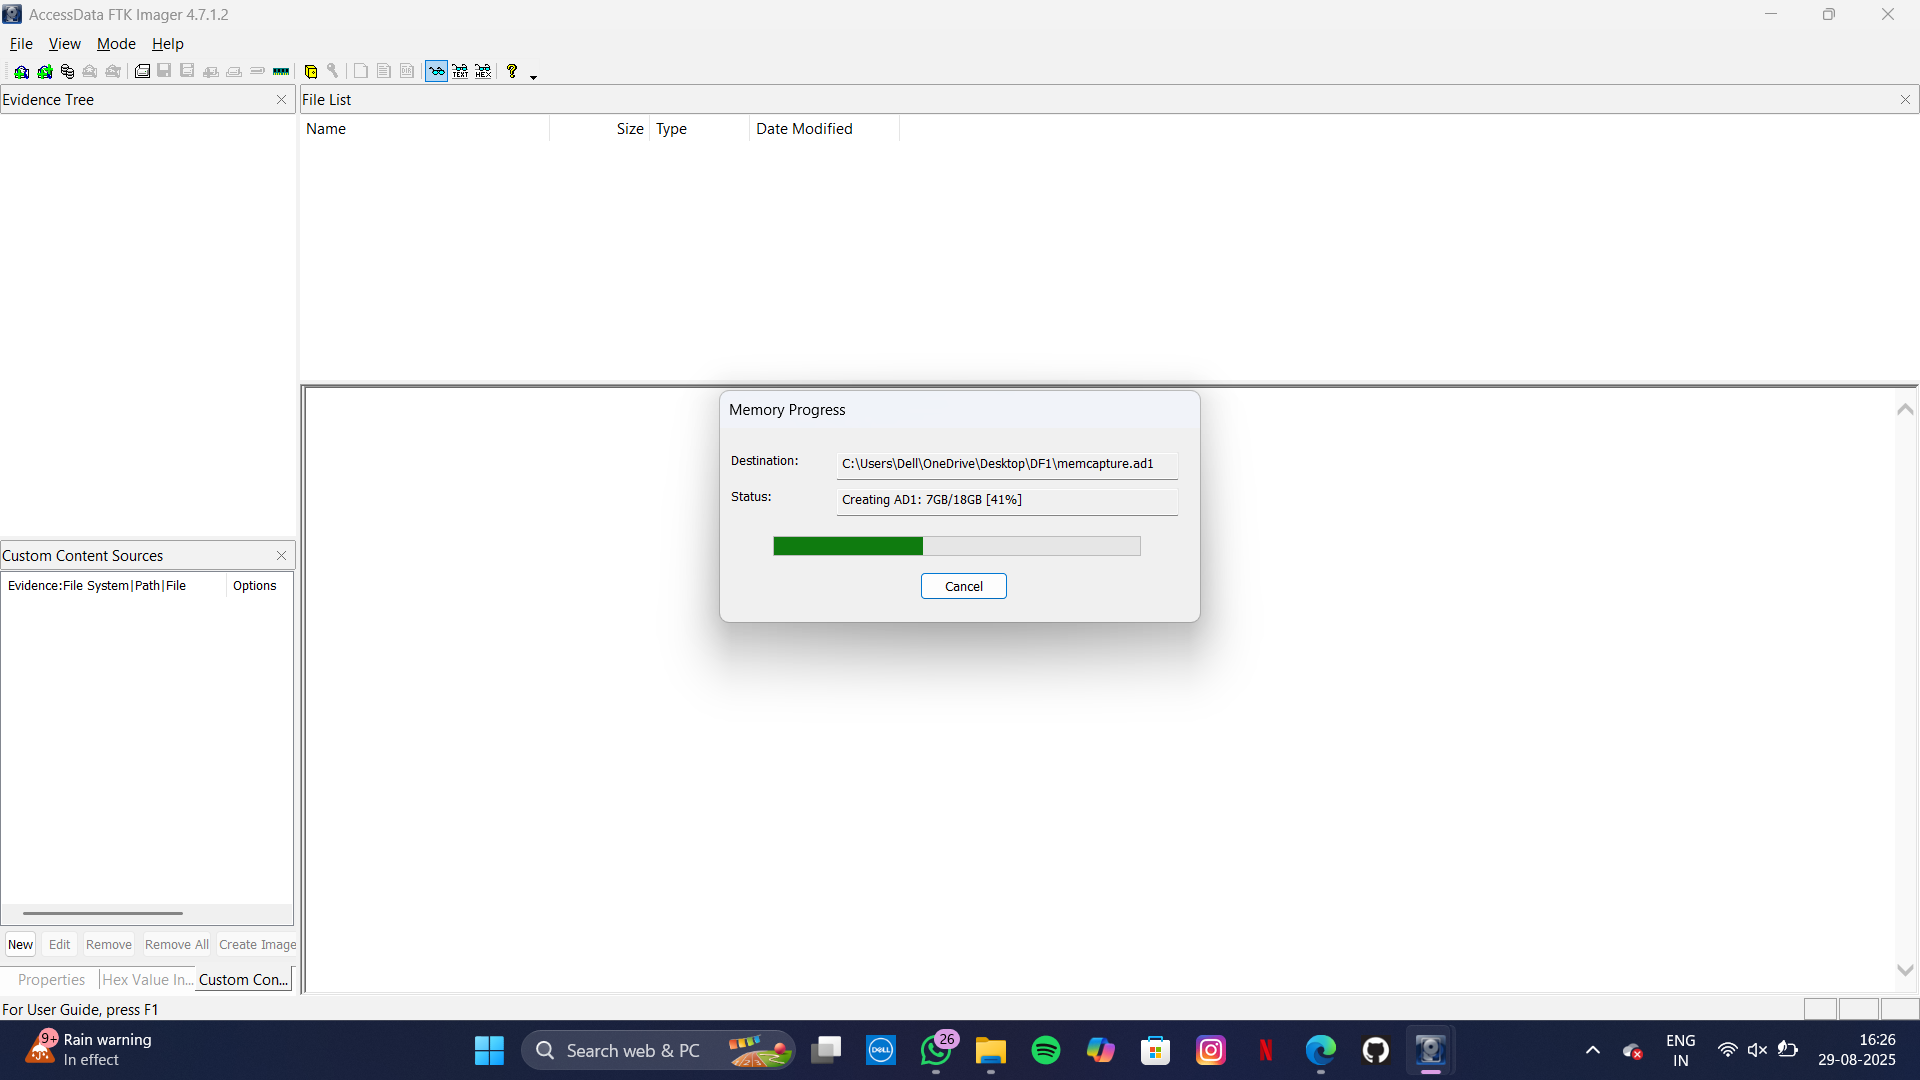 AccessData FTK Imager 4.7.1.2
File View Mode Help
TEXT HEX
Evidence Tree
File List
Name Size Type Date Modified
Memory Progress
Destination: C:\Users\Dell\OneDrive\Desktop\DF1\memcapture.ad1
Status: Creating AD1: 7GB/18GB [41%]
Cancel
Custom Content Sources
Evidence:File System|Path|File Options
New Edit Remove Remove All Create Image
Properties Hex Value In... Custom Con...
For User Guide, press F1
9+ Rain warning
In effect
Search web & PC
DELL
26
N
ENG
IN
16:26
29-08-2025